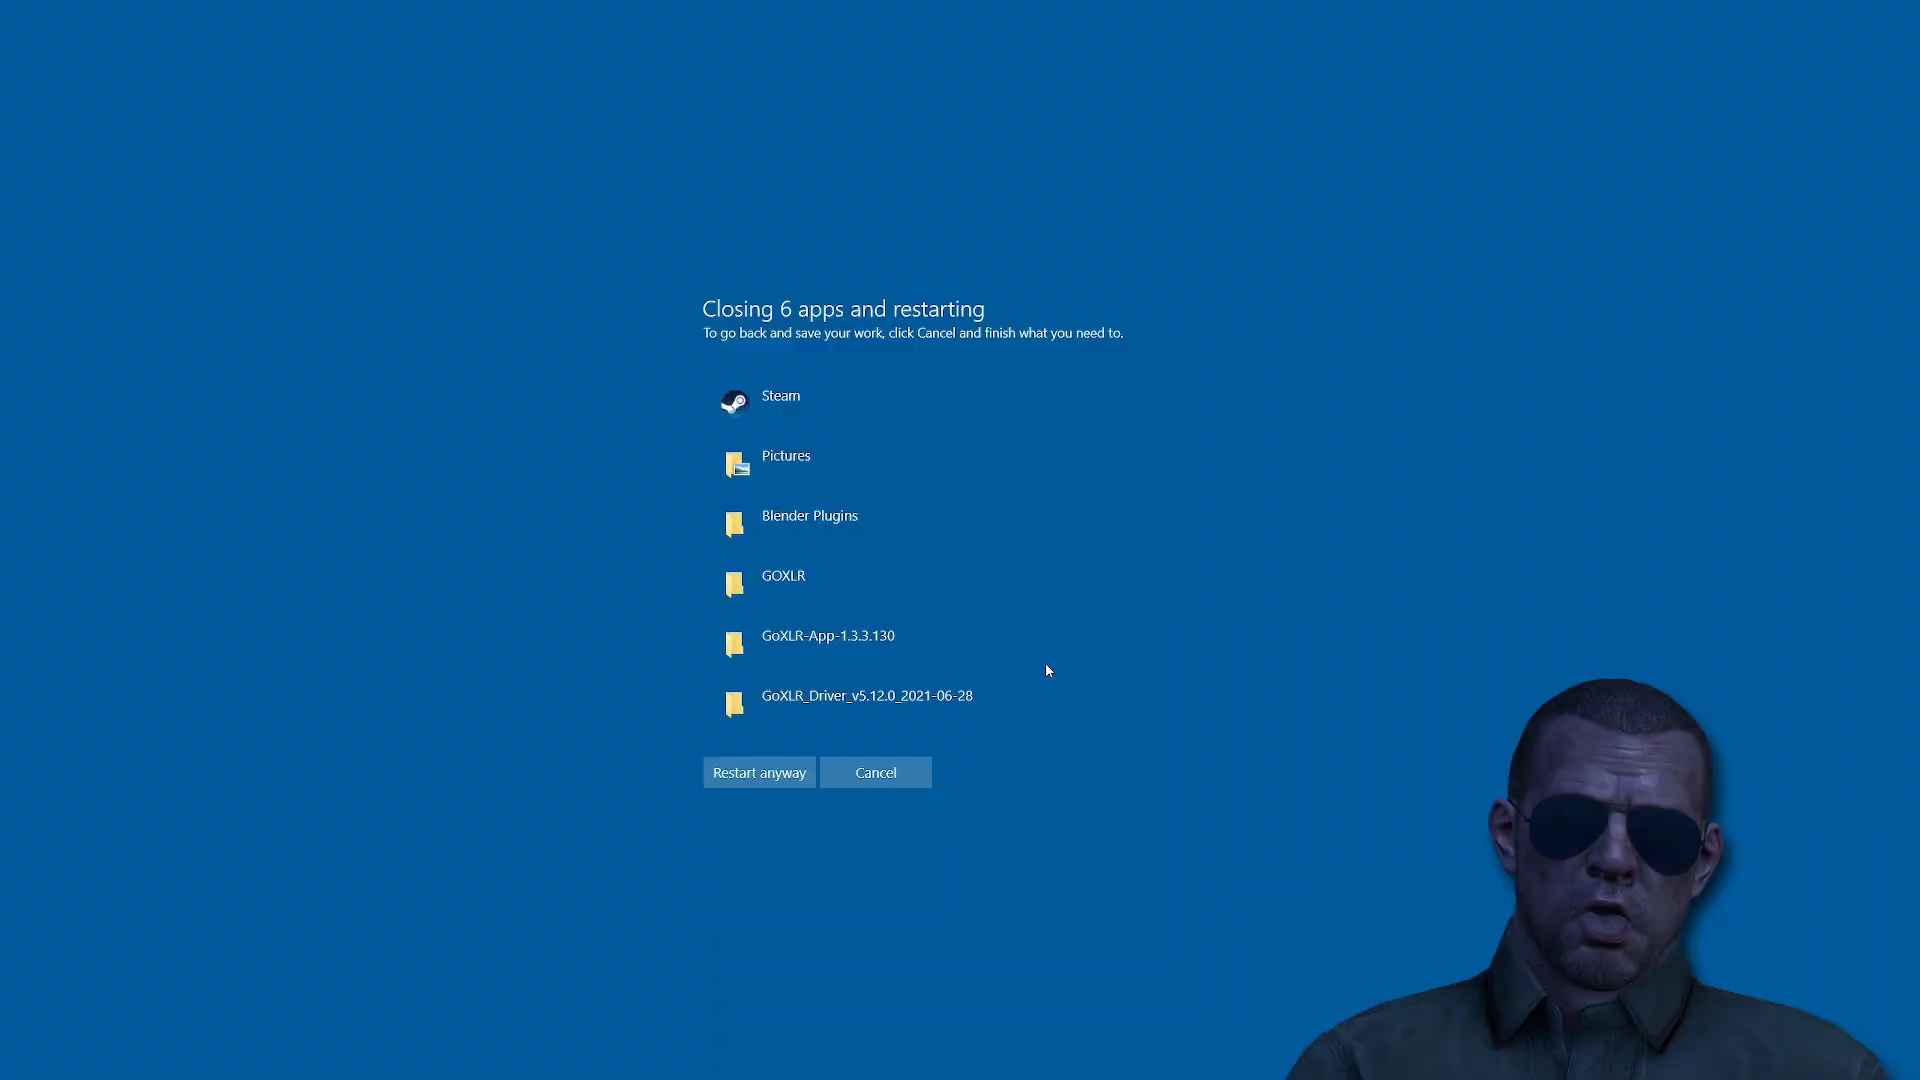 Closing 6 apps and restarting
To go back and save your work, click Cancel and finish what you need to.
Steam
Pictures
Blender Plugins
GOXLR
GoXLR-App-1.3.3.130
GoXLR_Driver_v5.12.0_2021-06-28
Restart anyway
Cancel